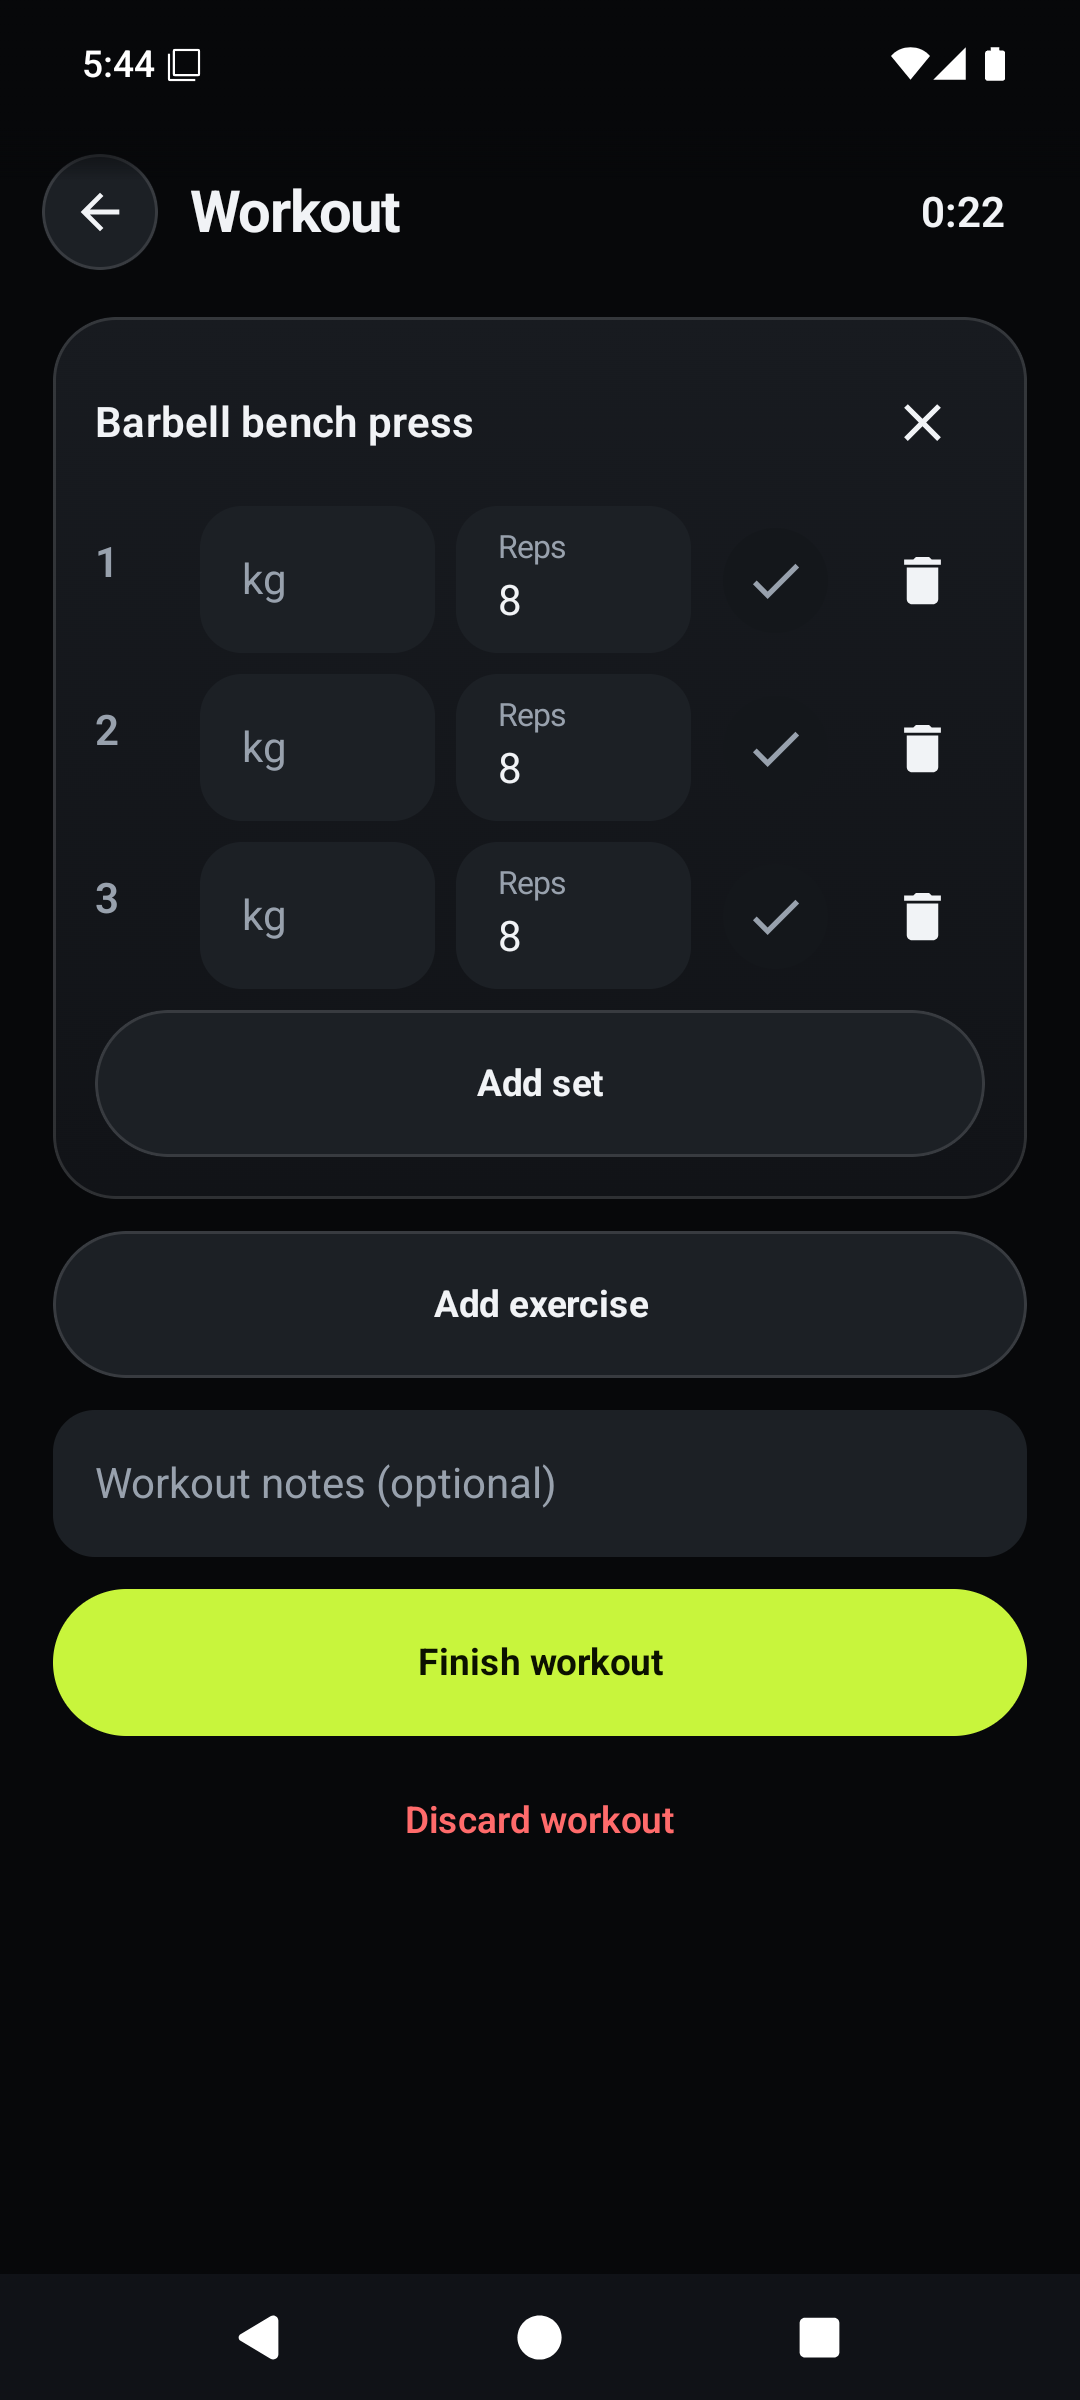 5:44
Workout
0:22
Barbell bench press
1
kg
Reps
8
2
kg
Reps
8
3
kg
Reps
8
Add set
Add exercise
Workout notes (optional)
Finish workout
Discard workout